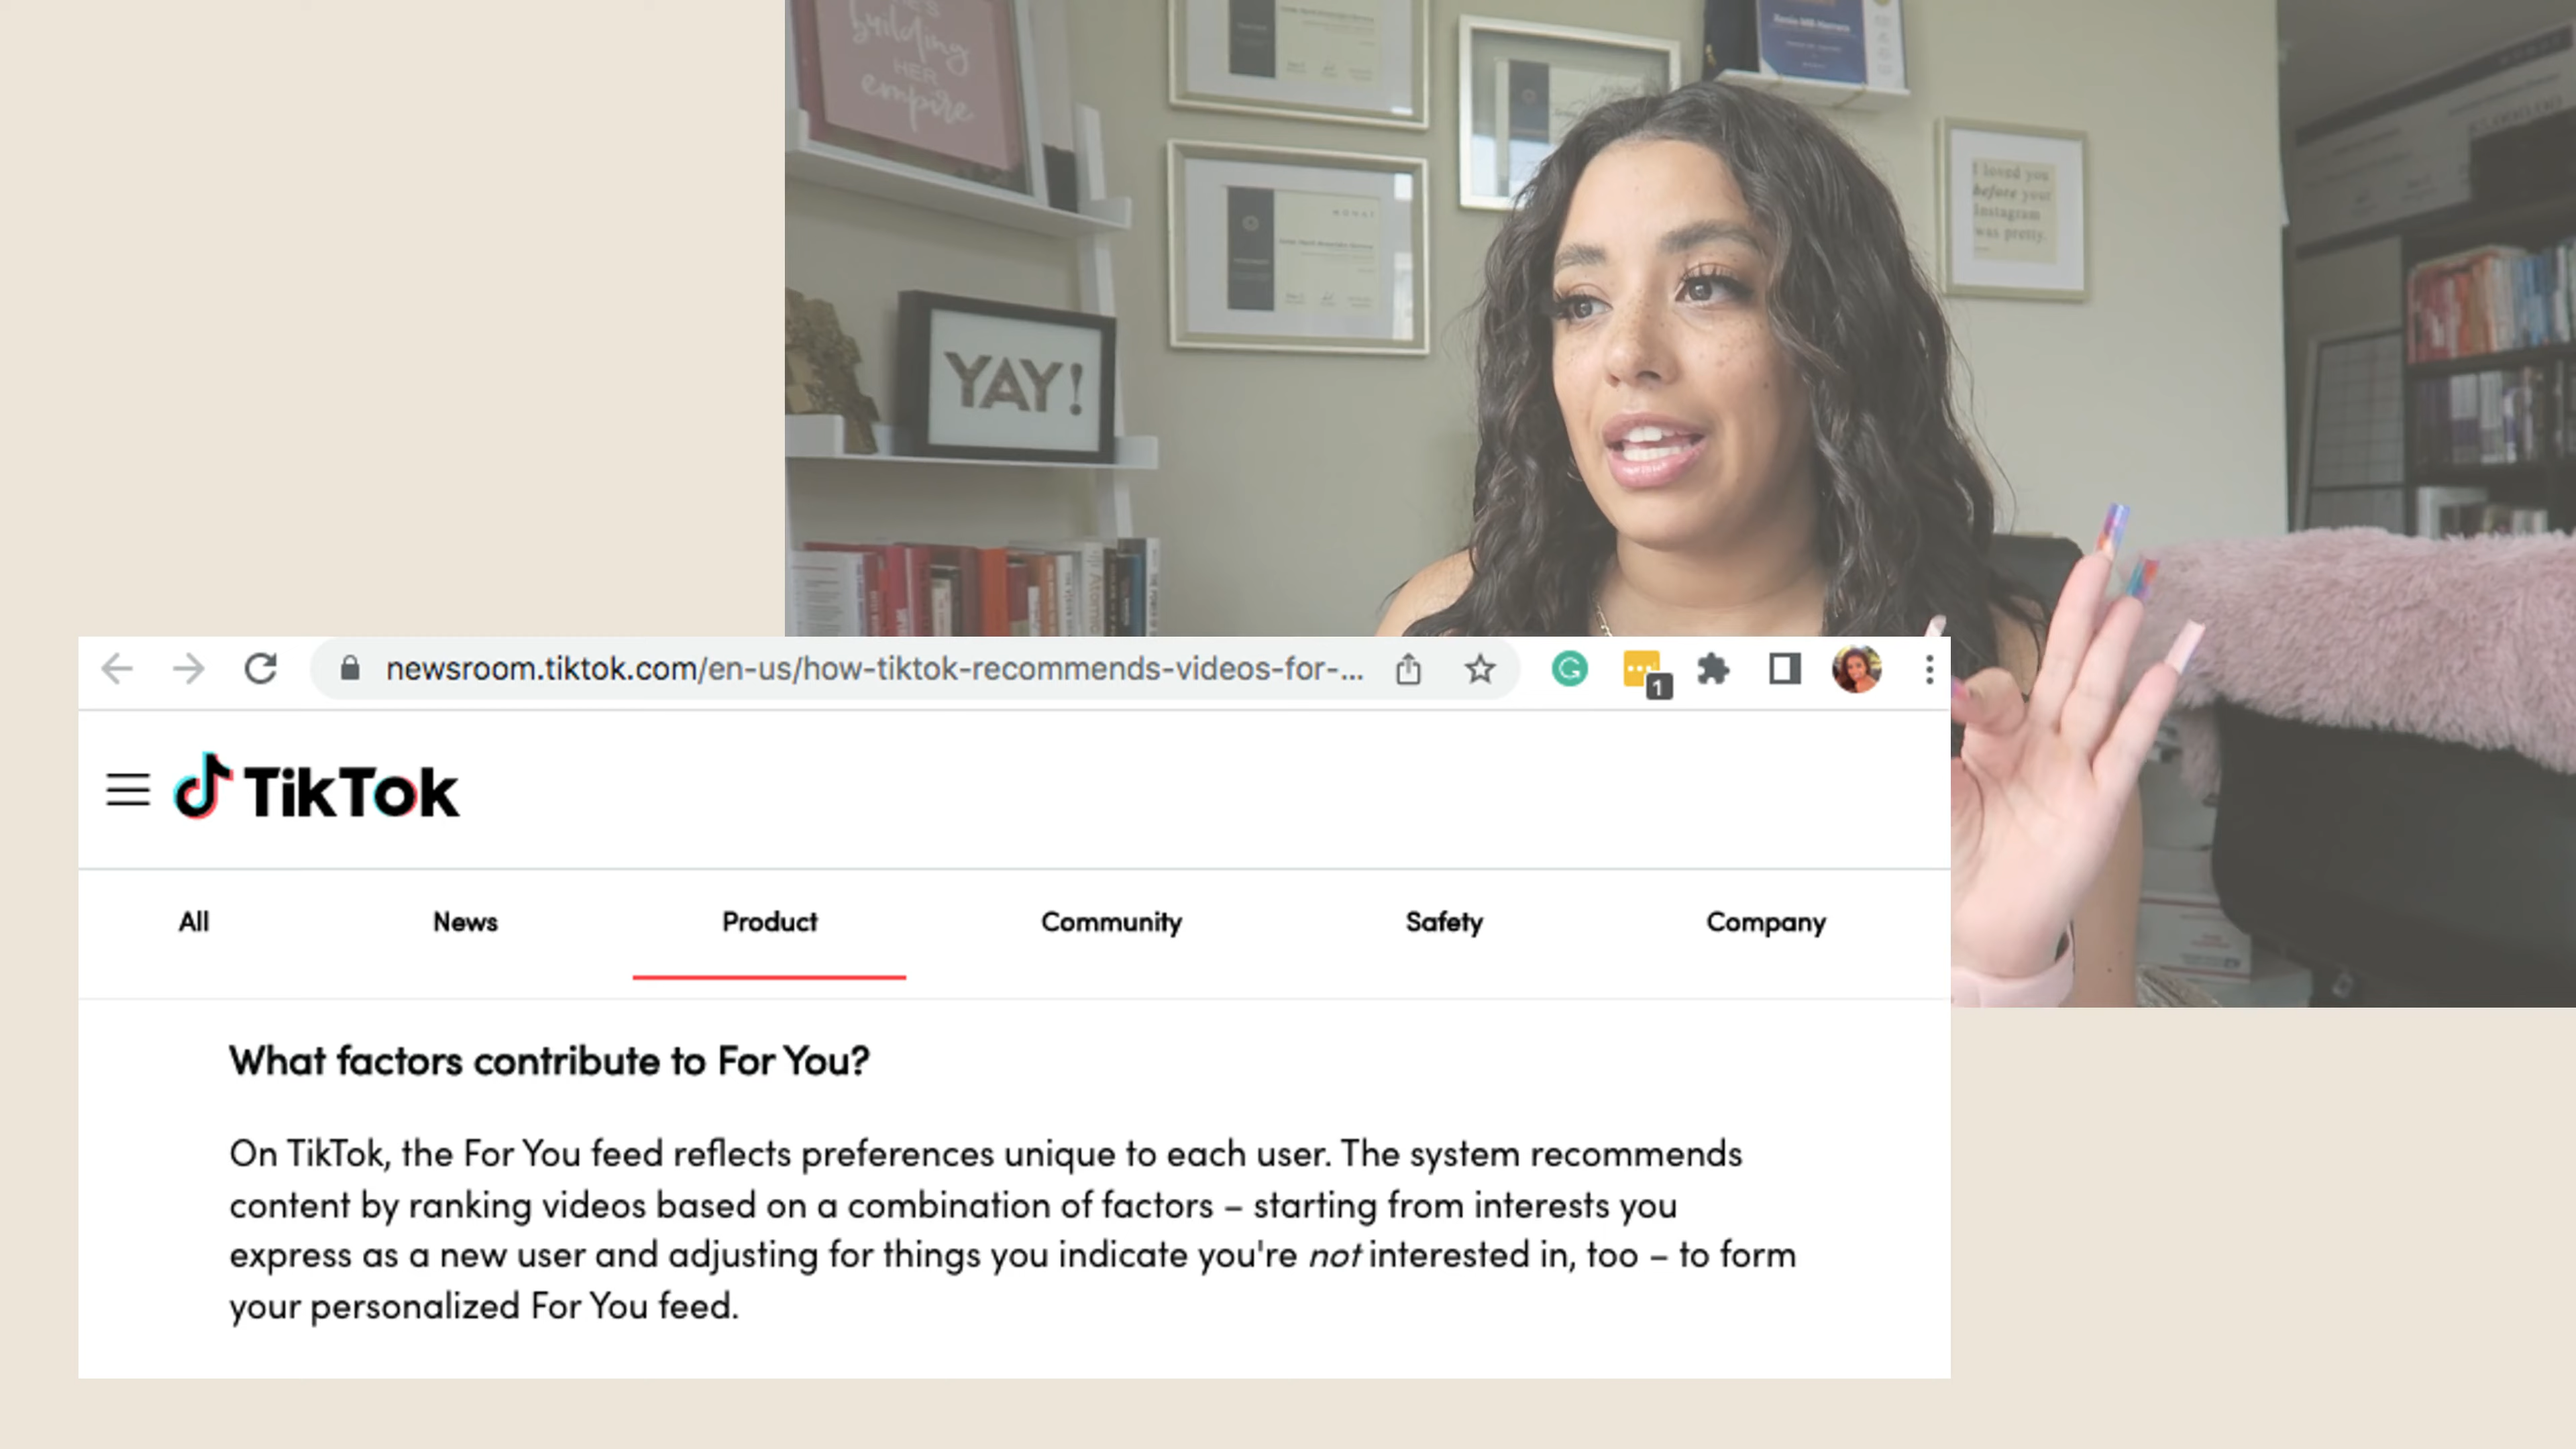 building
HER
empire
YAY!
I loved you
before your
Instagram
was pretty.
MONAT
newsroom.tiktok.com/en-us/how-tiktok-recommends-videos-for-...
1
TikTok
All News Product Community Safety Company
What factors contribute to For You?
On TikTok, the For You feed reflects preferences unique to each user. The system recommends
content by ranking videos based on a combination of factors – starting from interests you
express as a new user and adjusting for things you indicate you're not interested in, too – to form
your personalized For You feed.